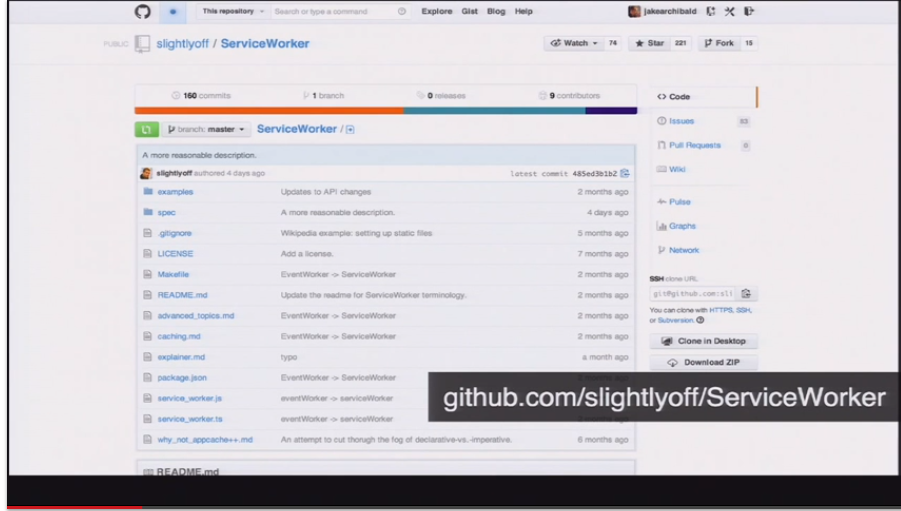 This repository Search or type a command Explore Gist Blog Help jakearchibald
PUBLIC slightlyoff / ServiceWorker Watch 74 Star 221 Fork 15
160 commits 1 branch 0 releases 9 contributors
branch: master ServiceWorker /
A more reasonable description.
slightlyoff authored 4 days ago latest commit 485ed3b1b2
examples Updates to API changes 2 months ago
spec A more reasonable description. 4 days ago
.gitignore Wikipedia example: setting up static files 5 months ago
LICENSE Add a license. 7 months ago
Makefile EventWorker -> ServiceWorker 2 months ago
README.md Update the readme for ServiceWorker terminology. 2 months ago
advanced_topics.md EventWorker -> ServiceWorker 2 months ago
caching.md EventWorker -> ServiceWorker 2 months ago
explainer.md typo a month ago
package.json EventWorker -> ServiceWorker
service_worker.js eventWorker -> serviceWorker
service_worker.ts eventWorker -> serviceWorker
why_not_appcache++.md An attempt to cut thorugh the fog of declarative-vs.-imperative. 6 months ago
README.md
Code
Issues 93
Pull Requests 0
Wiki
Pulse
Graphs
Network
SSH clone URL
git@github.com:sli
You can clone with HTTPS, SSH,
or Subversion.
Clone in Desktop
Download ZIP
github.com/slightlyoff/ServiceWorker